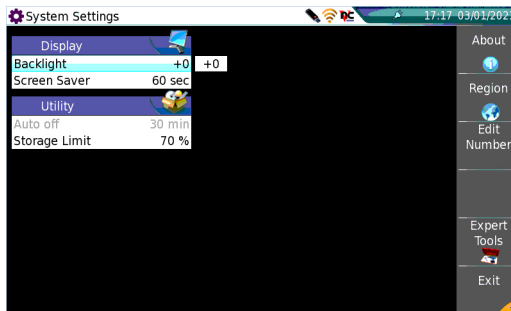 System Settings
17:17 03/01/202
Display
Backlight +0 +0
Screen Saver 60 sec
Utility
Auto off 30 min
Storage Limit 70 %
About
Region
Edit
Number
Expert
Tools
Exit